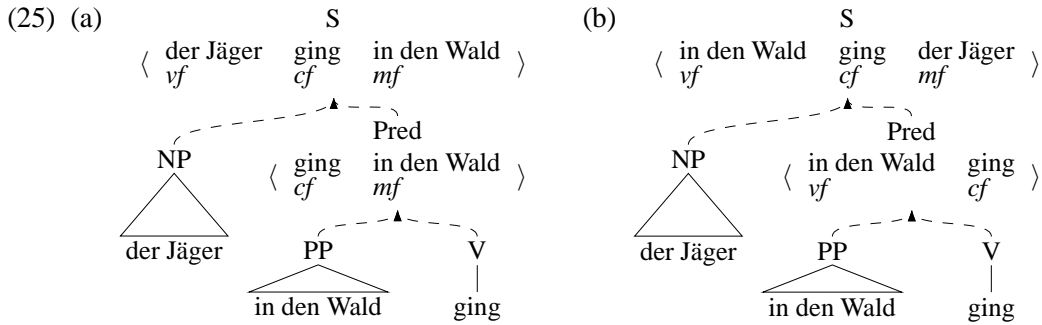 (25) (a) S (b) S
⟨ der Jäger ging in den Wald ⟩ ⟨ in den Wald ging der Jäger ⟩
vf cf mf vf cf mf
Pred Pred
NP NP
⟨ ging in den Wald ⟩ ⟨ in den Wald ging ⟩
cf mf vf cf
der Jäger PP V der Jäger PP V
in den Wald ging in den Wald ging